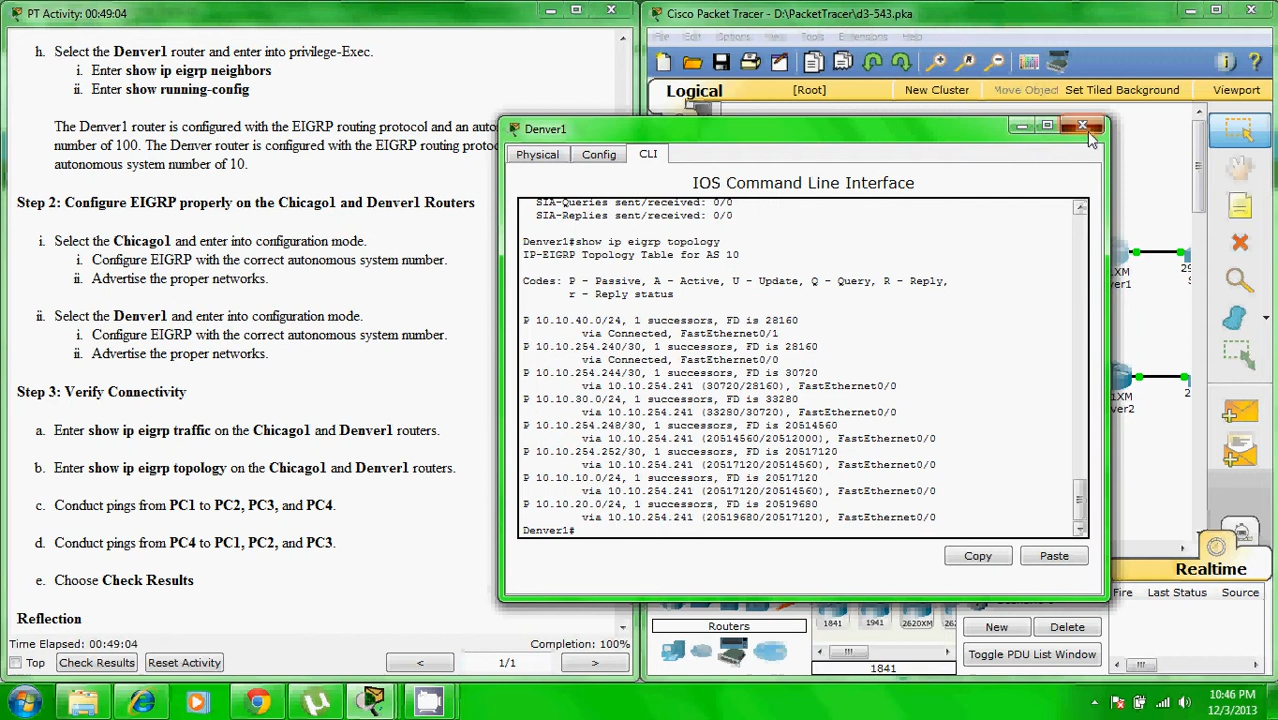 PT Activity: 00:49:04
h. Select the Denver1 router and enter into privilege-Exec.
i. Enter show ip eigrp neighbors
ii. Enter show running-config
The Denver1 router is configured with the EIGRP routing protocol and an auto
number of 100. The Denver router is configured with the EIGRP routing proto
autonomous system number of 10.
Step 2: Configure EIGRP properly on the Chicago1 and Denver1 Routers
i. Select the Chicago1 and enter into configuration mode.
i. Configure EIGRP with the correct autonomous system number.
ii. Advertise the proper networks.
ii. Select the Denver1 and enter into configuration mode.
i. Configure EIGRP with the correct autonomous system number.
ii. Advertise the proper networks.
Step 3: Verify Connectivity
a. Enter show ip eigrp traffic on the Chicago1 and Denver1 routers.
b. Enter show ip eigrp topology on the Chicago1 and Denver1 routers.
c. Conduct pings from PC1 to PC2, PC3, and PC4.
d. Conduct pings from PC4 to PC1, PC2, and PC3.
e. Choose Check Results
Reflection
Time Elapsed: 00:49:04 Completion: 100%
Top Check Results Reset Activity < 1/1 >
Cisco Packet Tracer - D:\PacketTracer\d3-543.pka
File Edit Options View Tools Extensions Help
Logical [Root] New Cluster Move Object Set Tiled Background Viewport
Denver1
Physical Config CLI
IOS Command Line Interface
SIA-Queries sent/received: 0/0
SIA-Replies sent/received: 0/0
Denver1#show ip eigrp topology
IP-EIGRP Topology Table for AS 10
Codes: P - Passive, A - Active, U - Update, Q - Query, R - Reply,
r - Reply status
P 10.10.40.0/24, 1 successors, FD is 28160
via Connected, FastEthernet0/1
P 10.10.254.240/30, 1 successors, FD is 28160
via Connected, FastEthernet0/0
P 10.10.254.244/30, 1 successors, FD is 30720
via 10.10.254.241 (30720/28160), FastEthernet0/0
P 10.10.30.0/24, 1 successors, FD is 33280
via 10.10.254.241 (33280/30720), FastEthernet0/0
P 10.10.254.248/30, 1 successors, FD is 20514560
via 10.10.254.241 (20514560/20512000), FastEthernet0/0
P 10.10.254.252/30, 1 successors, FD is 20517120
via 10.10.254.241 (20517120/20514560), FastEthernet0/0
P 10.10.10.0/24, 1 successors, FD is 20517120
via 10.10.254.241 (20517120/20514560), FastEthernet0/0
P 10.10.20.0/24, 1 successors, FD is 20519680
via 10.10.254.241 (20519680/20517120), FastEthernet0/0
Denver1#
Copy Paste
1XM
er1
29
1XM
er2
2
Realtime
Fire Last Status Source
1841 1941 2620XM 262
Routers
New Delete
Toggle PDU List Window
1841
10:46 PM
12/3/2013